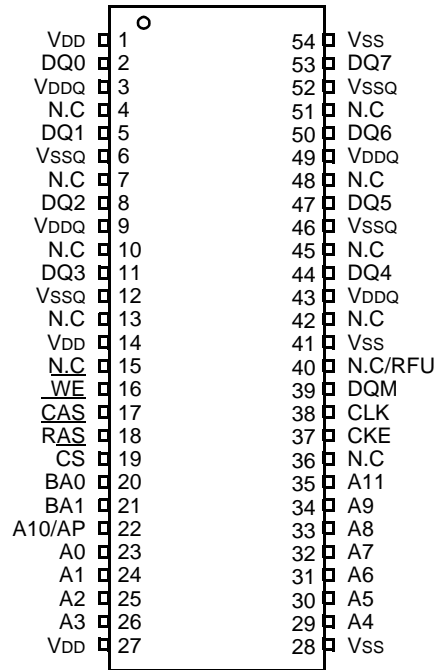 VDD 1 54 VSS
DQ0 2 53 DQ7
VDDQ 3 52 VSSQ
N.C 4 51 N.C
DQ1 5 50 DQ6
VSSQ 6 49 VDDQ
N.C 7 48 N.C
DQ2 8 47 DQ5
VDDQ 9 46 VSSQ
N.C 10 45 N.C
DQ3 11 44 DQ4
VSSQ 12 43 VDDQ
N.C 13 42 N.C
VDD 14 41 VSS
N.C 15 40 N.C/RFU
WE 16 39 DQM
CAS 17 38 CLK
RAS 18 37 CKE
CS 19 36 N.C
BA0 20 35 A11
BA1 21 34 A9
A10/AP 22 33 A8
A0 23 32 A7
A1 24 31 A6
A2 25 30 A5
A3 26 29 A4
VDD 27 28 VSS